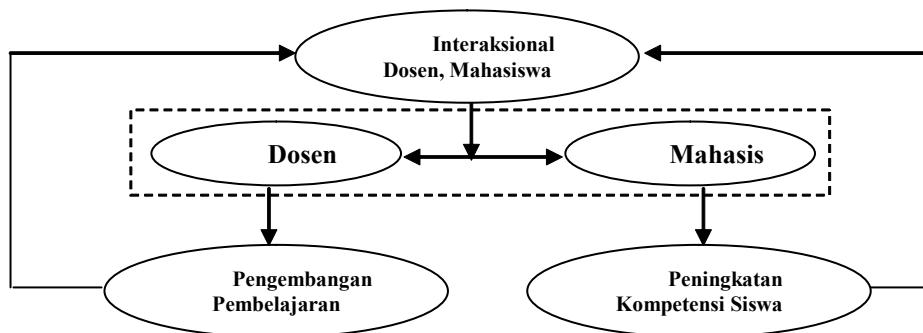 Interaksional
Dosen, Mahasiswa
Dosen
Mahasis
Pengembangan
Pembelajaran
Peningkatan
Kompetensi Siswa